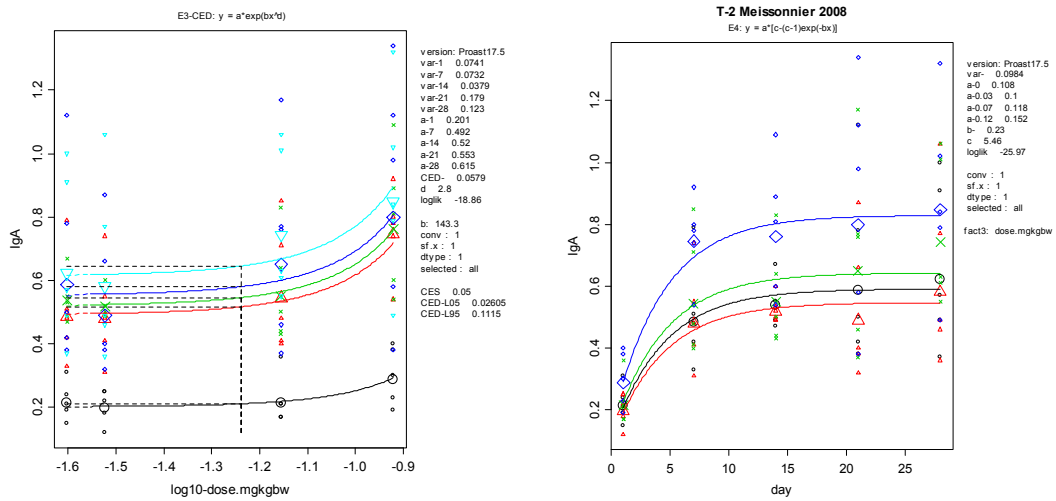 E3-CED: y = a*exp(bx^d)
IgA
1.2
1.0
0.8
0.6
0.4
0.2
-1.6
-1.5
-1.4
-1.3
-1.2
-1.1
-1.0
-0.9
log10-dose.mgkgbw
version: Proast17.5
var-1 0.0741
var-7 0.0732
var-14 0.0379
var-21 0.179
var-28 0.123
a-1 0.201
a-7 0.492
a-14 0.52
a-21 0.553
a-28 0.615
CED- 0.0579
d 2.8
loglik -18.86
b: 143.3
conv : 1
sf.x : 1
dtype : 1
selected : all
CES 0.05
CED-L05 0.02605
CED-L95 0.1115
T-2 Meissonnier 2008
E4: y = a*[c-(c-1)exp(-bx)]
IgA
1.2
1.0
0.8
0.6
0.4
0.2
0
5
10
15
20
25
day
version: Proast17.5
var- 0.0984
a-0 0.108
a-0.03 0.1
a-0.07 0.118
a-0.12 0.152
b- 0.23
c 5.46
loglik -25.97
conv : 1
sf.x : 1
dtype : 1
selected : all
fact3: dose.mgkgbw